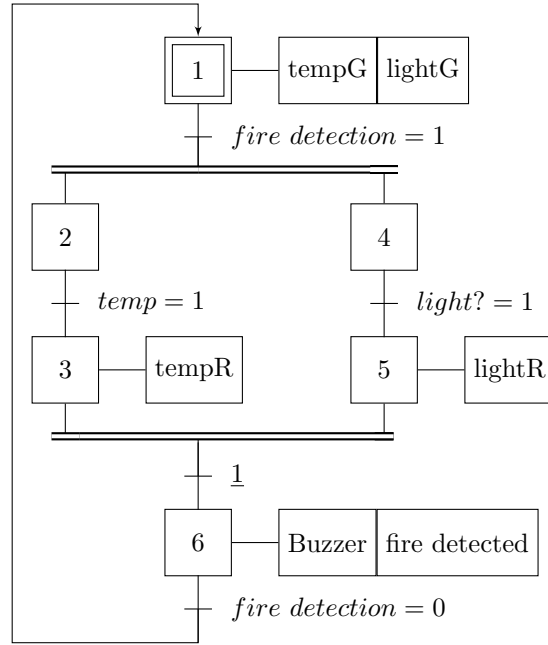 1 tempG lightG
fire detection = 1
2 4
temp = 1 light? = 1
3 tempR 5 lightR
1
6 Buzzer fire detected
fire detection = 0